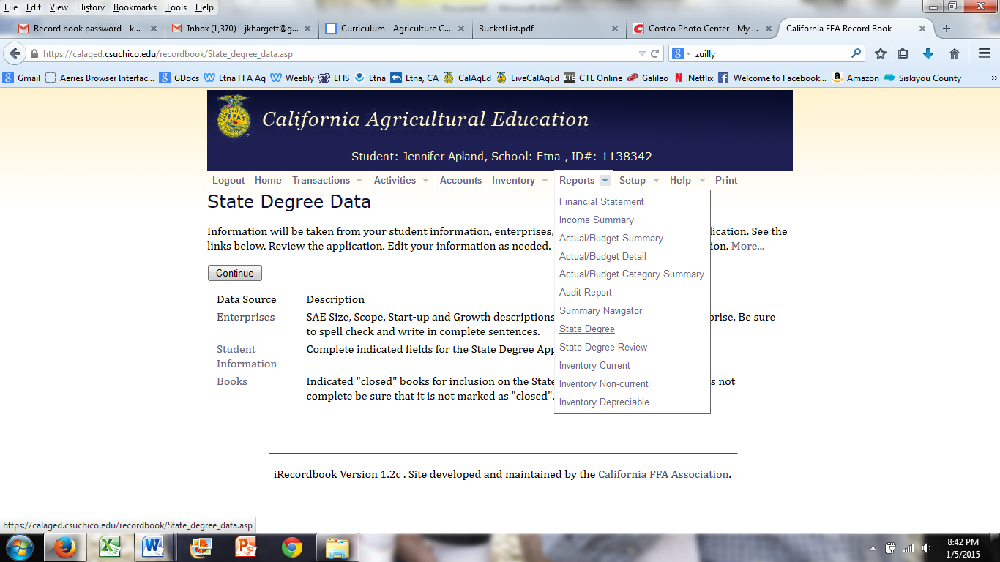 File Edit View History Bookmarks Tools Help
Record book password - k... × Inbox (1,370) - jkhargett@g... × Curriculum - Agriculture C... × BucketList.pdf × Costco Photo Center - My ... × California FFA Record Book × +
https://calaged.csuchico.edu/recordbook/State_degree_data.asp zuilly
Gmail Aeries Browser Interfac... GDocs Etna FFA Ag Weebly EHS Etna Etna, CA CalAgEd LiveCalAgEd CTE CTE Online Galileo Netflix Welcome to Facebook... Amazon Siskiyou County »
FFA California Agricultural Education
Student: Jennifer Apland, School: Etna , ID#: 1138342
Logout Home Transactions Activities Accounts Inventory Reports Setup Help Print
Financial Statement
Income Summary
Actual/Budget Summary
Actual/Budget Detail
Actual/Budget Category Summary
Audit Report
Summary Navigator
State Degree
State Degree Review
Inventory Current
Inventory Non-current
Inventory Depreciable
State Degree Data
Information will be taken from your student information, enterprises, lication. See the
links below. Review the application. Edit your information as needed. ion. More...
Continue
Data Source Description
Enterprises SAE Size, Scope, Start-up and Growth descriptions prise. Be sure
to spell check and write in complete sentences.
Student Complete indicated fields for the State Degree App
Information
Books Indicated "closed" books for inclusion on the State s not
complete be sure that it is not marked as "closed".
iRecordbook Version 1.2c . Site developed and maintained by the California FFA Association.
https://calaged.csuchico.edu/recordbook/State_degree_data.asp
8:42 PM
1/5/2015